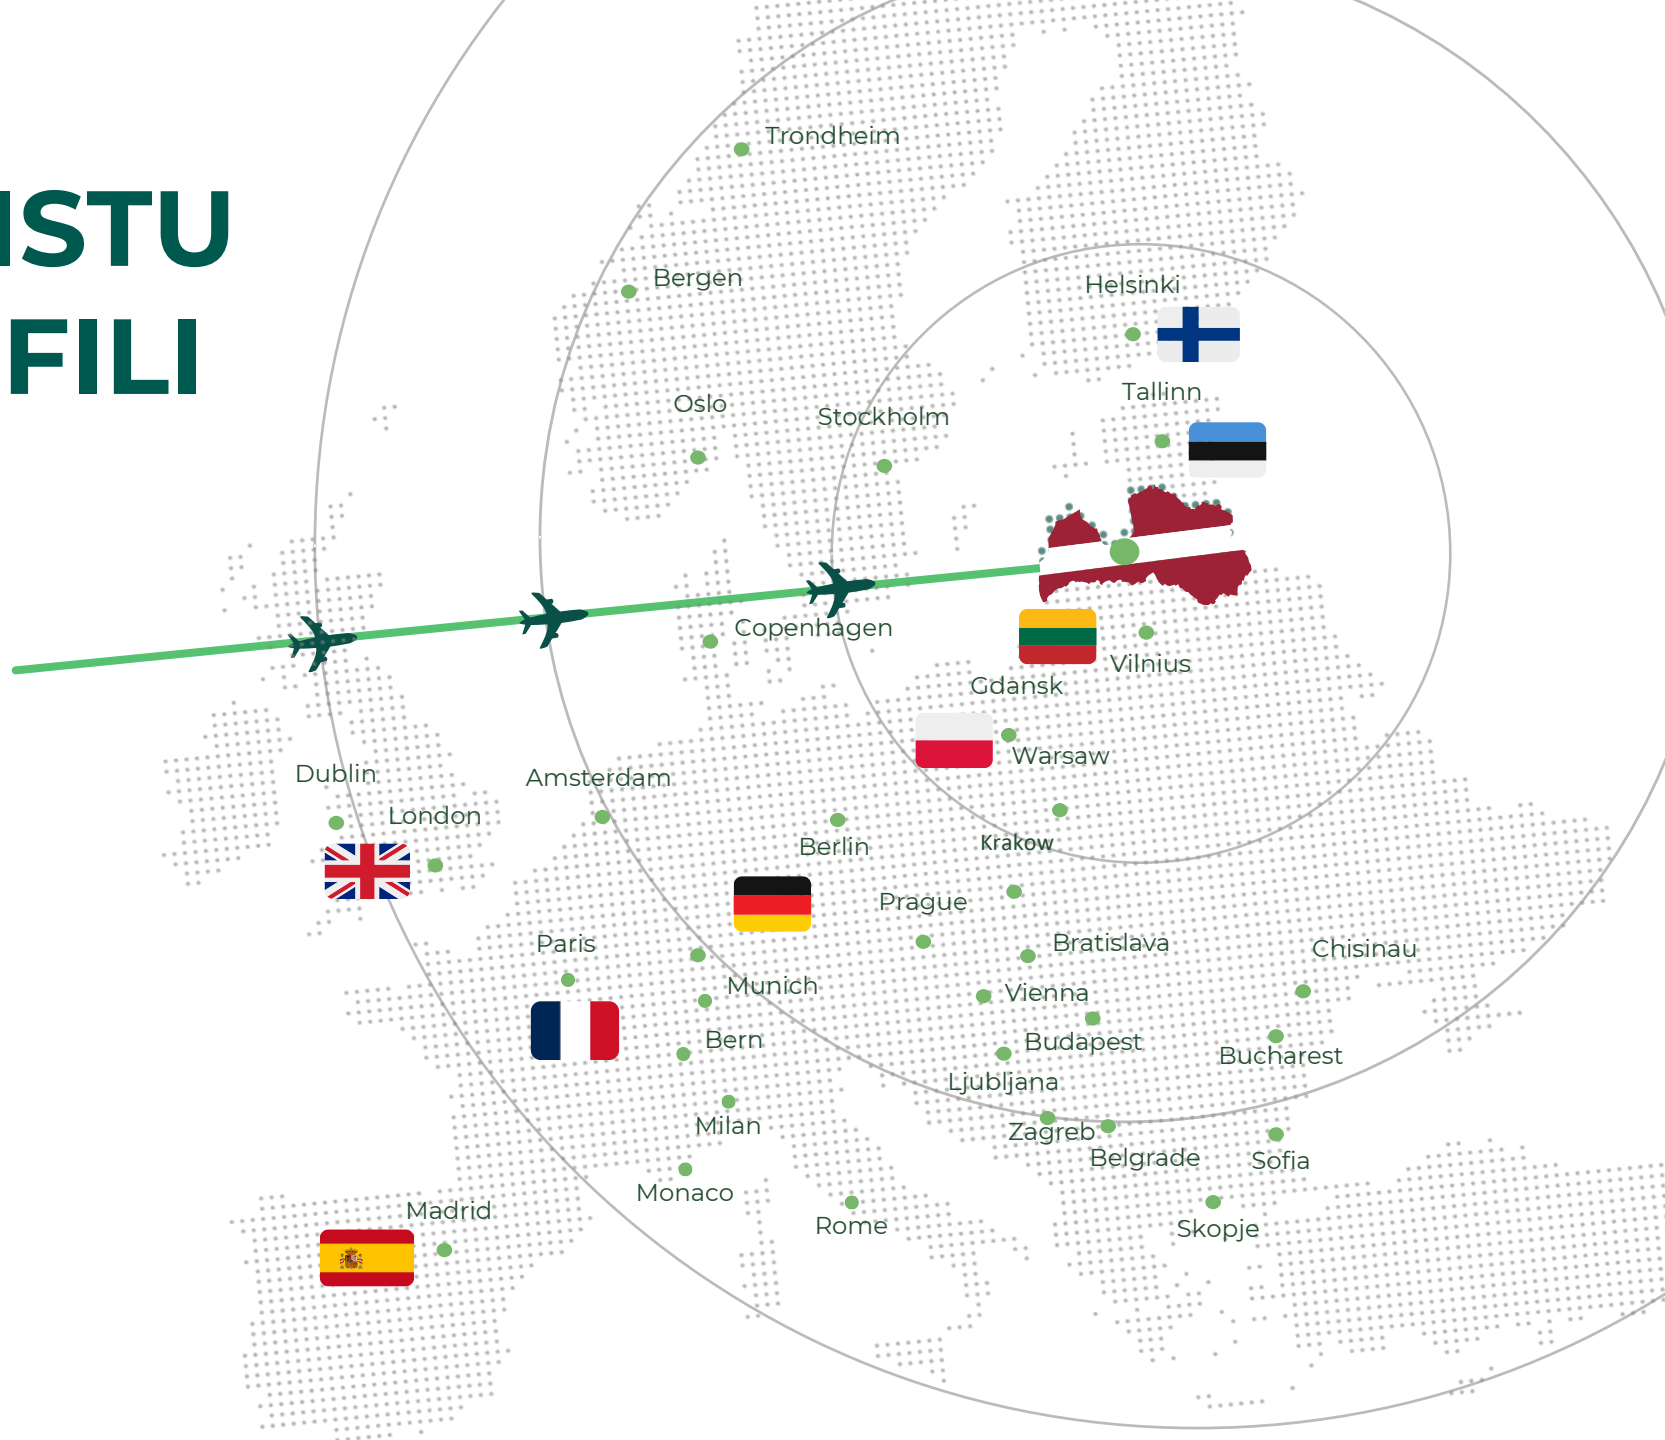 ISTU
FILI
Trondheim
Bergen
Helsinki
Tallinn
Oslo
Stockholm
Copenhagen
Vilnius
Gdansk
Warsaw
Dublin
Amsterdam
London
Berlin
Krakow
Prague
Paris
Bratislava
Chisinau
Munich
Vienna
Bern
Budapest
Bucharest
Ljubljana
Milan
Zagreb
Belgrade
Sofia
Monaco
Madrid
Rome
Skopje